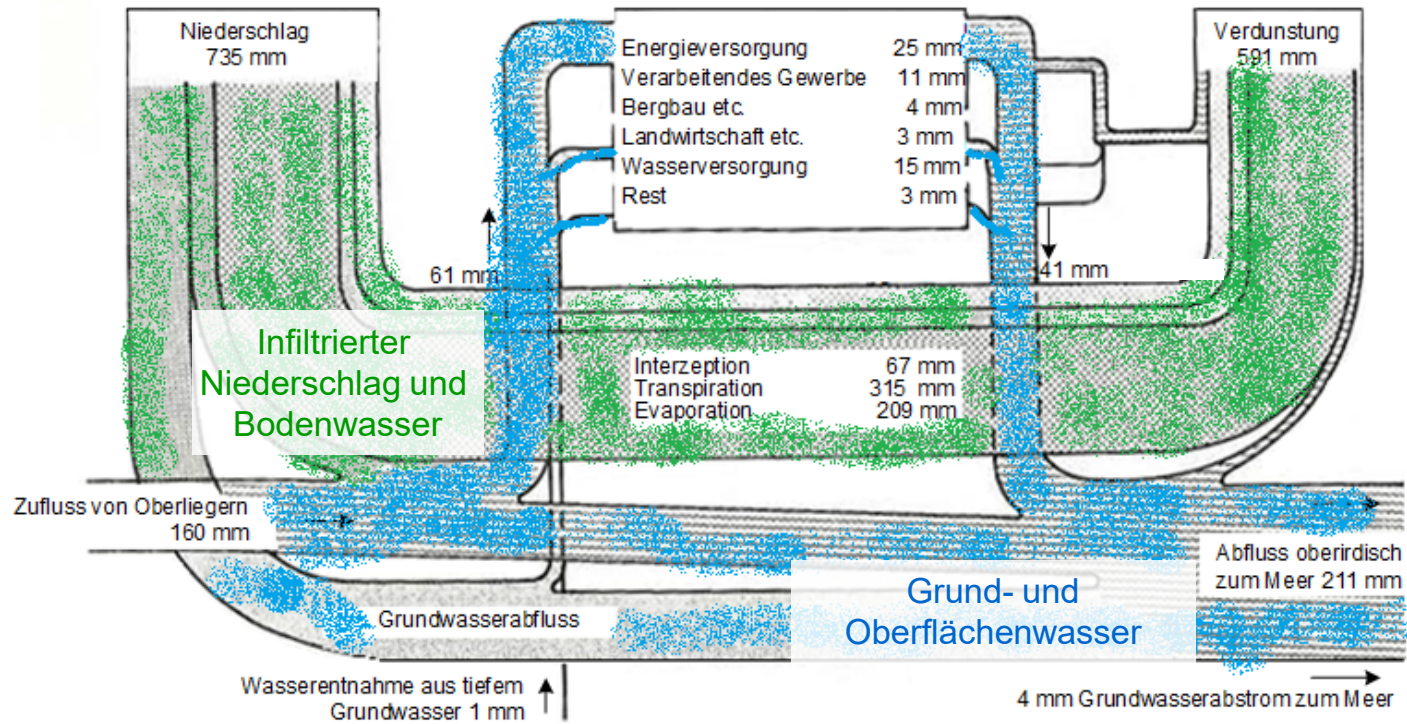 Niederschlag
735 mm
Verdunstung
591 mm
Energieversorgung 25 mm
Verarbeitendes Gewerbe 11 mm
Bergbau etc. 4 mm
Landwirtschaft etc. 3 mm
Wasserversorgung 15 mm
Rest 3 mm
61 mm
41 mm
Infiltrierter
Niederschlag und
Bodenwasser
Interzeption 67 mm
Transpiration 315 mm
Evaporation 209 mm
Zufluss von Oberliegern
160 mm
Abfluss oberirdisch
zum Meer 211 mm
Grund- und
Oberflächenwasser
Grundwasserabfluss
Wasserentnahme aus tiefem
Grundwasser 1 mm
4 mm Grundwasserabstrom zum Meer